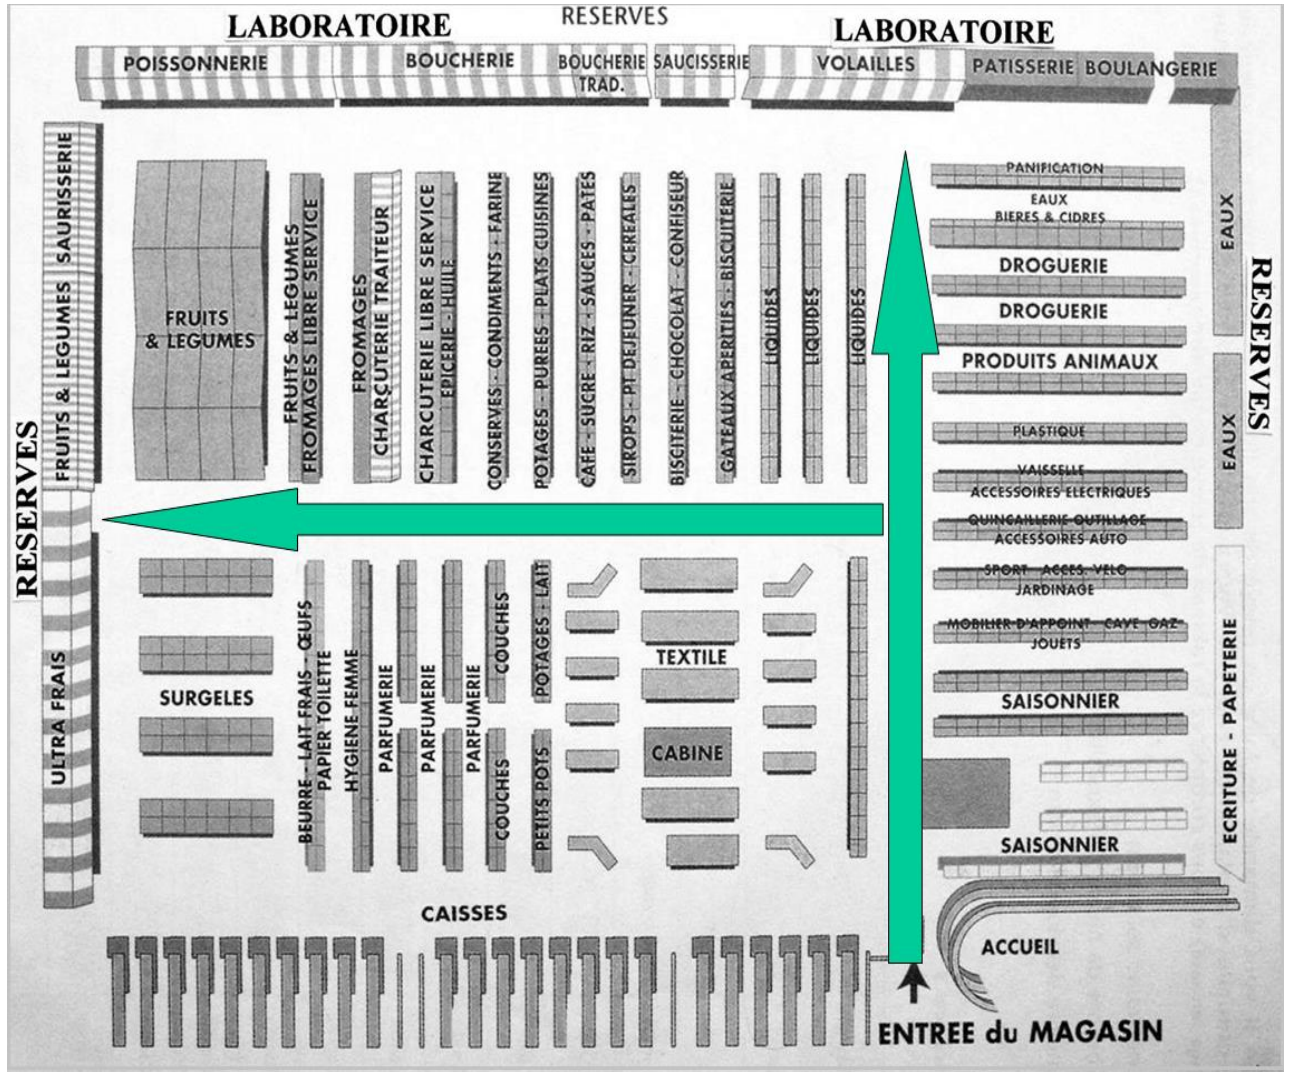 LABORATOIRE
RESERVES
LABORATOIRE
POISSONNERIE
BOUCHERIE
BOUCHERIE
TRAD.
SAUCISSERIE
VOLAILLES
PATISSERIE BOULANGERIE
FRUITS & LEGUMES SAURISSERIE
RESERVES
ULTRA FRAIS
FRUITS
& LEGUMES
FRUITS & LEGUMES
FROMAGES LIBRE SERVICE
FROMAGES
CHARCUTERIE TRAITEUR
CHARCUTERIE LIBRE SERVICE
EPICERIE - HUILE
CONSERVES - CONDIMENTS - FARINE
POTAGES - PUREES - PLATS CUISINES
CAFE - SUCRE - RIZ - SAUCES - PATES
SIROPS - PT DEJEUNER - CEREALES
BISCITERIE - CHOCOLAT - CONFISEUR
GATEAUX APERITIFS - BISCUITERIE
LIQUIDES
LIQUIDES
LIQUIDES
PANIFICATION
EAUX
BIERES & CIDRES
DROGUERIE
DROGUERIE
PRODUITS ANIMAUX
PLASTIQUE
VAISSELLE
ACCESSOIRES ELECTRIQUES
QUINCAILLERIE OUTILLAGE
ACCESSOIRES AUTO
SPORT - ACCES. VELO
JARDINAGE
MOBILIER D'APPOINT - CAVE - GAZ
JOUETS
SAISONNIER
SAISONNIER
EAUX
EAUX
RESERVES
ECRITURE - PAPETERIE
SURGELES
BEURRE - LAIT FRAIS - ŒUFS
PAPIER TOILETTE
HYGIENE FEMME
PARFUMERIE
PARFUMERIE
PARFUMERIE
COUCHES
COUCHES
POTAGES - LAIT
PETITS POTS
TEXTILE
CABINE
CAISSES
ACCUEIL
ENTREE du MAGASIN